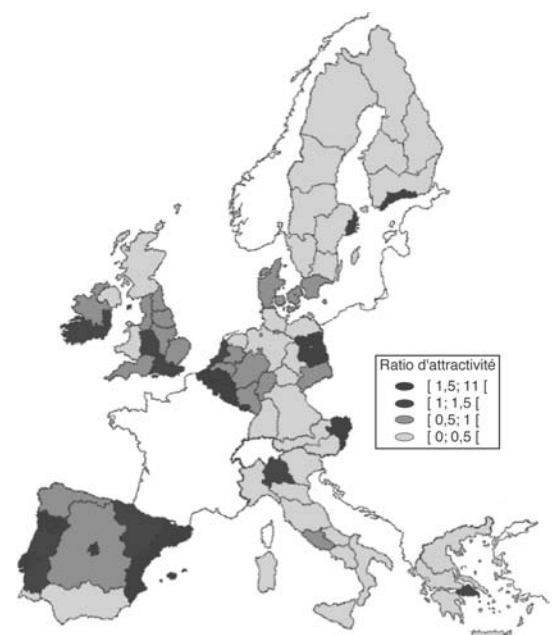 Ratio d'attractivité
[ 1,5; 11 [
[ 1; 1,5 [
[ 0,5; 1 [
[ 0; 0,5 [